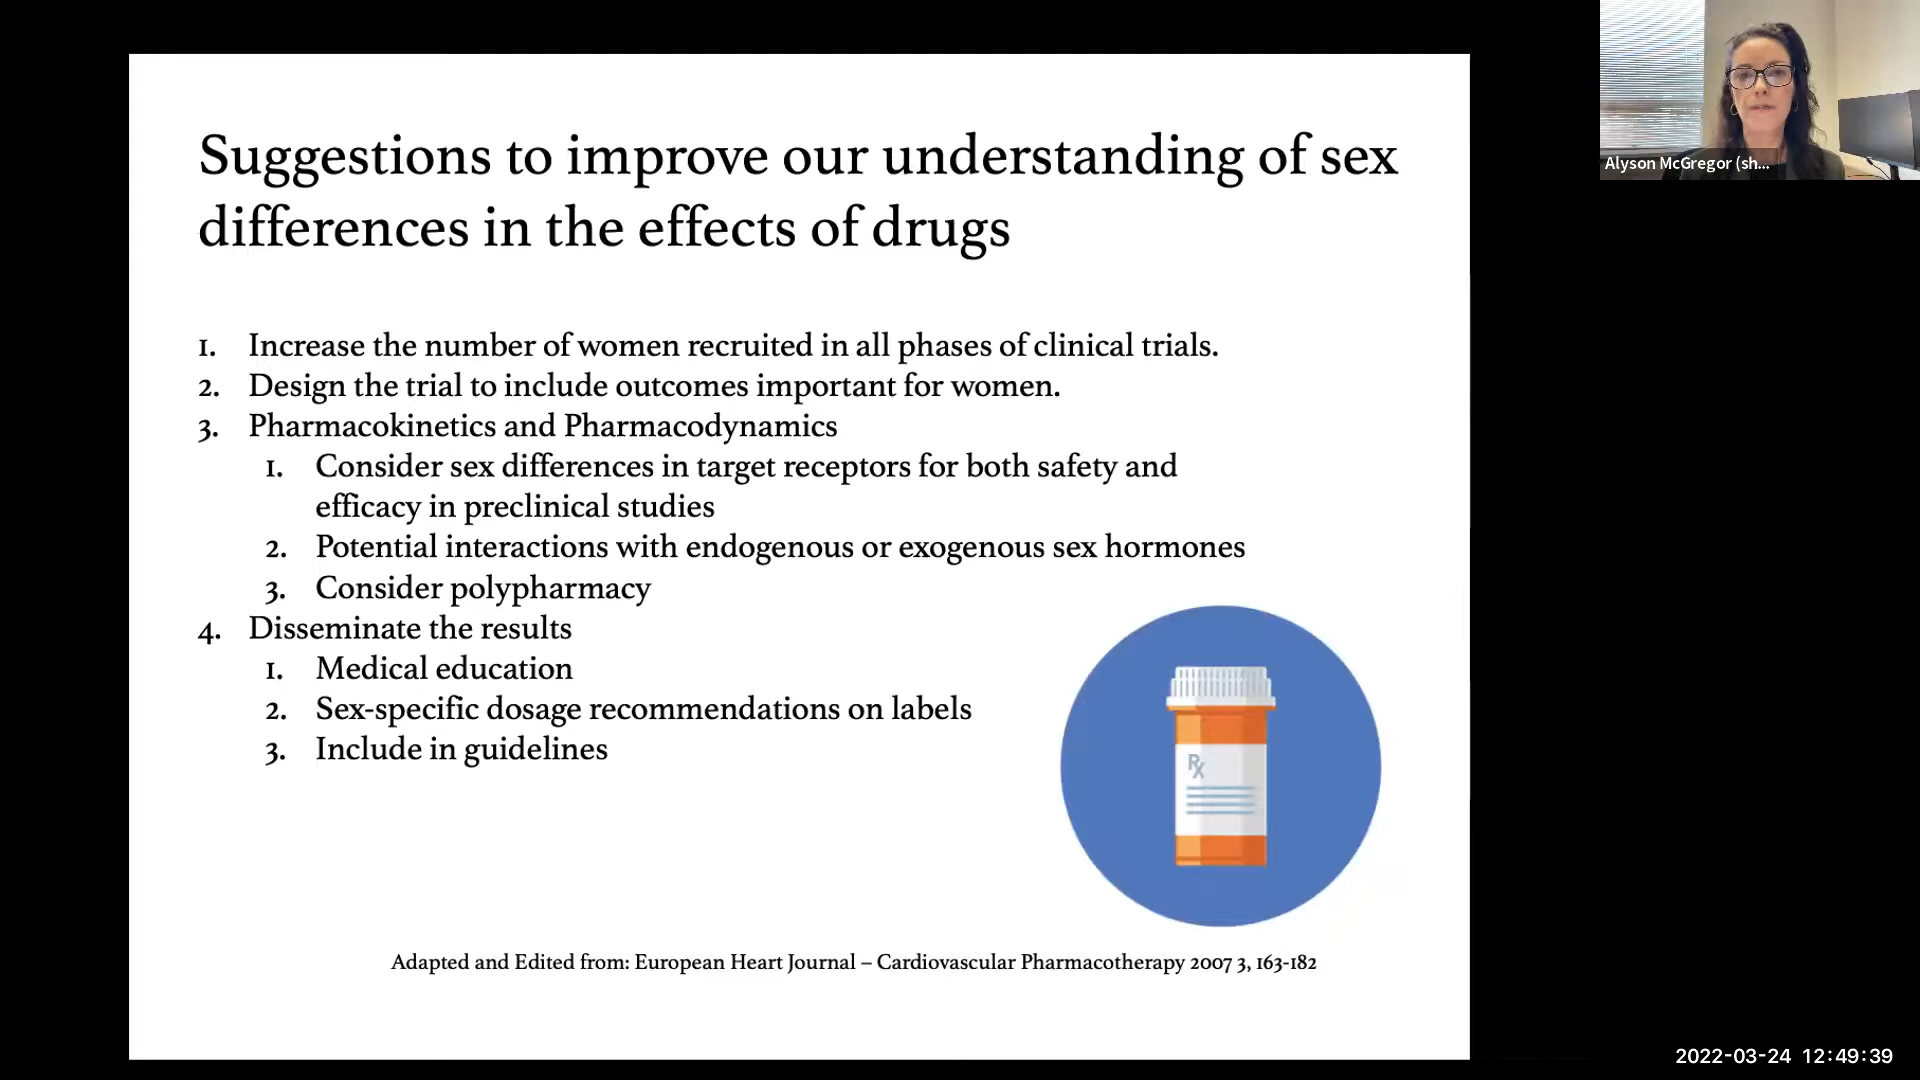 Suggestions to improve our understanding of sex
differences in the effects of drugs
1. Increase the number of women recruited in all phases of clinical trials.
2. Design the trial to include outcomes important for women.
3. Pharmacokinetics and Pharmacodynamics
1. Consider sex differences in target receptors for both safety and
efficacy in preclinical studies
2. Potential interactions with endogenous or exogenous sex hormones
3. Consider polypharmacy
4. Disseminate the results
1. Medical education
2. Sex-specific dosage recommendations on labels
3. Include in guidelines
Rx
Adapted and Edited from: European Heart Journal – Cardiovascular Pharmacotherapy 2007 3, 163-182
Alyson McGregor (sh...
2022-03-24 12:49:39